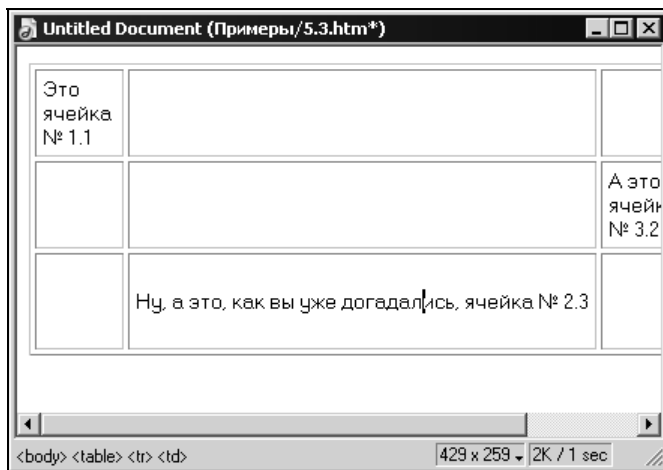 Untitled Document (Примеры/5.3.htm*)
Это
ячейка
№ 1.1
А это
ячейк
№ 3.2
Ну, а это, как вы уже догадались, ячейка № 2.3
<body> <table> <tr> <td>
429 x 259
2K / 1 sec